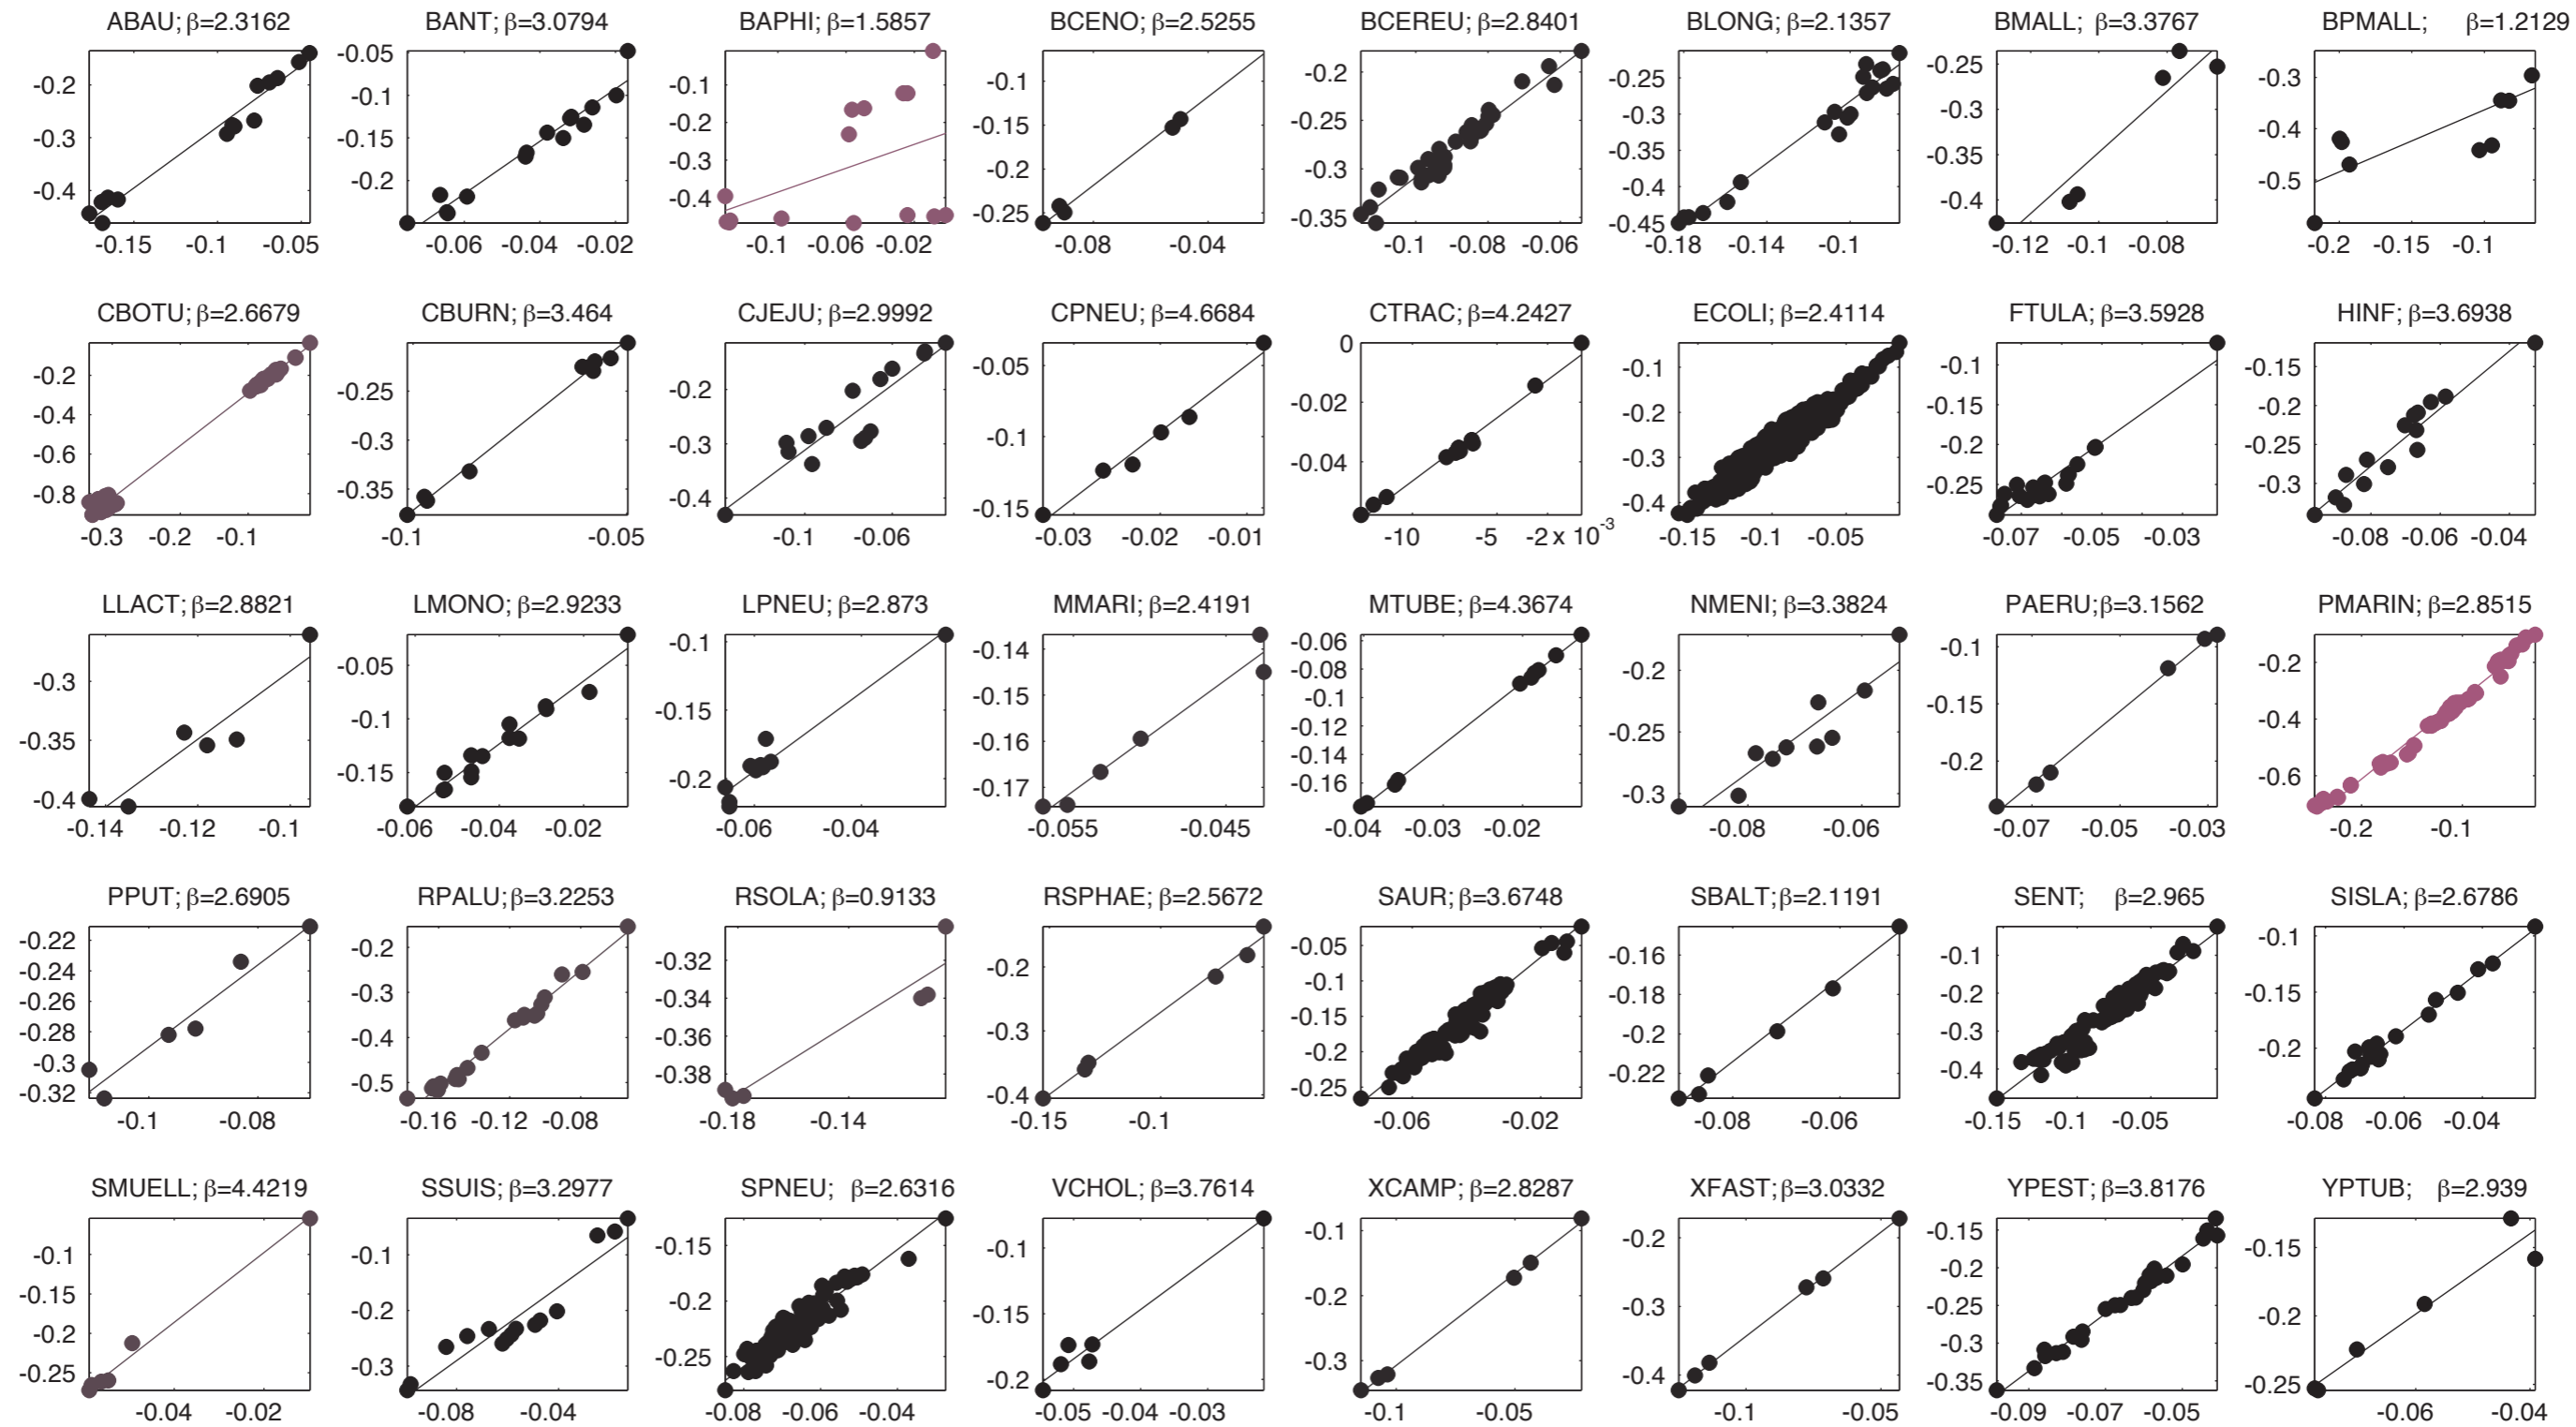 ABAU; β=2.3162 BANT; β=3.0794 BAPHI; β=1.5857 BCENO; β=2.5255 BCEREU; β=2.8401 BLONG; β=2.1357 BMALL; β=3.3767 BPMALL; β=1.2129
-0.2 -0.3 -0.4
-0.15 -0.1 -0.05
-0.05 -0.1 -0.15 -0.2
-0.06 -0.04 -0.02
-0.1 -0.2 -0.3 -0.4
-0.1 -0.06 -0.02
-0.1 -0.15 -0.2 -0.25
-0.08 -0.04
-0.2 -0.25 -0.3 -0.35
-0.1 -0.08 -0.06
-0.25 -0.35 -0.4 -0.45
-0.18 -0.14 -0.1
-0.25 -0.3 -0.35 -0.4
-0.12 -0.1 -0.08
-0.3 -0.4 -0.5
-0.2 -0.15 -0.1
CBOTU; β=2.6679 CBURN; β=3.464 CJEJU; β=2.9992 CPNEU; β=4.6684 CTRAC; β=4.2427 ECOLI; β=2.4114 FTULA; β=3.5928 HINF; β=3.6938
-0.2 -0.4 -0.6 -0.8
-0.3 -0.2 -0.1
-0.25 -0.3 -0.35
-0.1 -0.05
-0.2 -0.3 -0.4
-0.1 -0.06
-0.05 -0.1 -0.15
-0.03 -0.02 -0.01
0 -0.02 -0.04
-10 -5 -2 x 10-3
-0.1 -0.2 -0.3 -0.4
-0.15 -0.1 -0.05
-0.1 -0.15 -0.2 -0.25
-0.07 -0.05 -0.03
-0.15 -0.2 -0.25 -0.3
-0.08 -0.06 -0.04
LLACT; β=2.8821 LMONO; β=2.9233 LPNEU; β=2.873 MMARI; β=2.4191 MTUBE; β=4.3674 NMENI; β=3.3824 PAERU; β=3.1562 PMARIN; β=2.8515
-0.3 -0.35 -0.4
-0.14 -0.12 -0.1
-0.05 -0.1 -0.15
-0.06 -0.04 -0.02
-0.1 -0.15 -0.2
-0.06 -0.04
-0.14 -0.15 -0.16 -0.17
-0.055 -0.045
-0.06 -0.08 -0.1 -0.12 -0.14 -0.16
-0.04 -0.03 -0.02
-0.2 -0.25 -0.3
-0.08 -0.06
-0.1 -0.15 -0.2
-0.07 -0.05 -0.03
-0.2 -0.4 -0.6
-0.2 -0.1
PPUT; β=2.6905 RPALU; β=3.2253 RSOLA; β=0.9133 RSPHAE; β=2.5672 SAUR; β=3.6748 SBALT; β=2.1191 SENT; β=2.965 SISLA; β=2.6786
-0.22 -0.24 -0.26 -0.28 -0.3 -0.32
-0.1 -0.08
-0.2 -0.3 -0.4 -0.5
-0.16 -0.12 -0.08
-0.32 -0.34 -0.36 -0.38
-0.18 -0.14
-0.2 -0.3 -0.4
-0.15 -0.1
-0.05 -0.1 -0.15 -0.2 -0.25
-0.06 -0.02
-0.16 -0.18 -0.2 -0.22
-0.08 -0.06
-0.1 -0.2 -0.3 -0.4
-0.15 -0.1 -0.05
-0.1 -0.15 -0.2
-0.08 -0.06 -0.04
SMUELL; β=4.4219 SSUIS; β=3.2977 SPNEU; β=2.6316 VCHOL; β=3.7614 XCAMP; β=2.8287 XFAST; β=3.0332 YPEST; β=3.8176 YPTUB; β=2.939
-0.1 -0.15 -0.2 -0.25
-0.04 -0.02
-0.1 -0.2 -0.3
-0.08 -0.04
-0.15 -0.2 -0.25
-0.08 -0.06 -0.04
-0.1 -0.15 -0.2
-0.05 -0.04 -0.03
-0.1 -0.2 -0.3
-0.1 -0.05
-0.2 -0.3 -0.4
-0.1 -0.05
-0.15 -0.2 -0.25 -0.3 -0.35
-0.09 -0.07 -0.05
-0.15 -0.2 -0.25
-0.06 -0.04